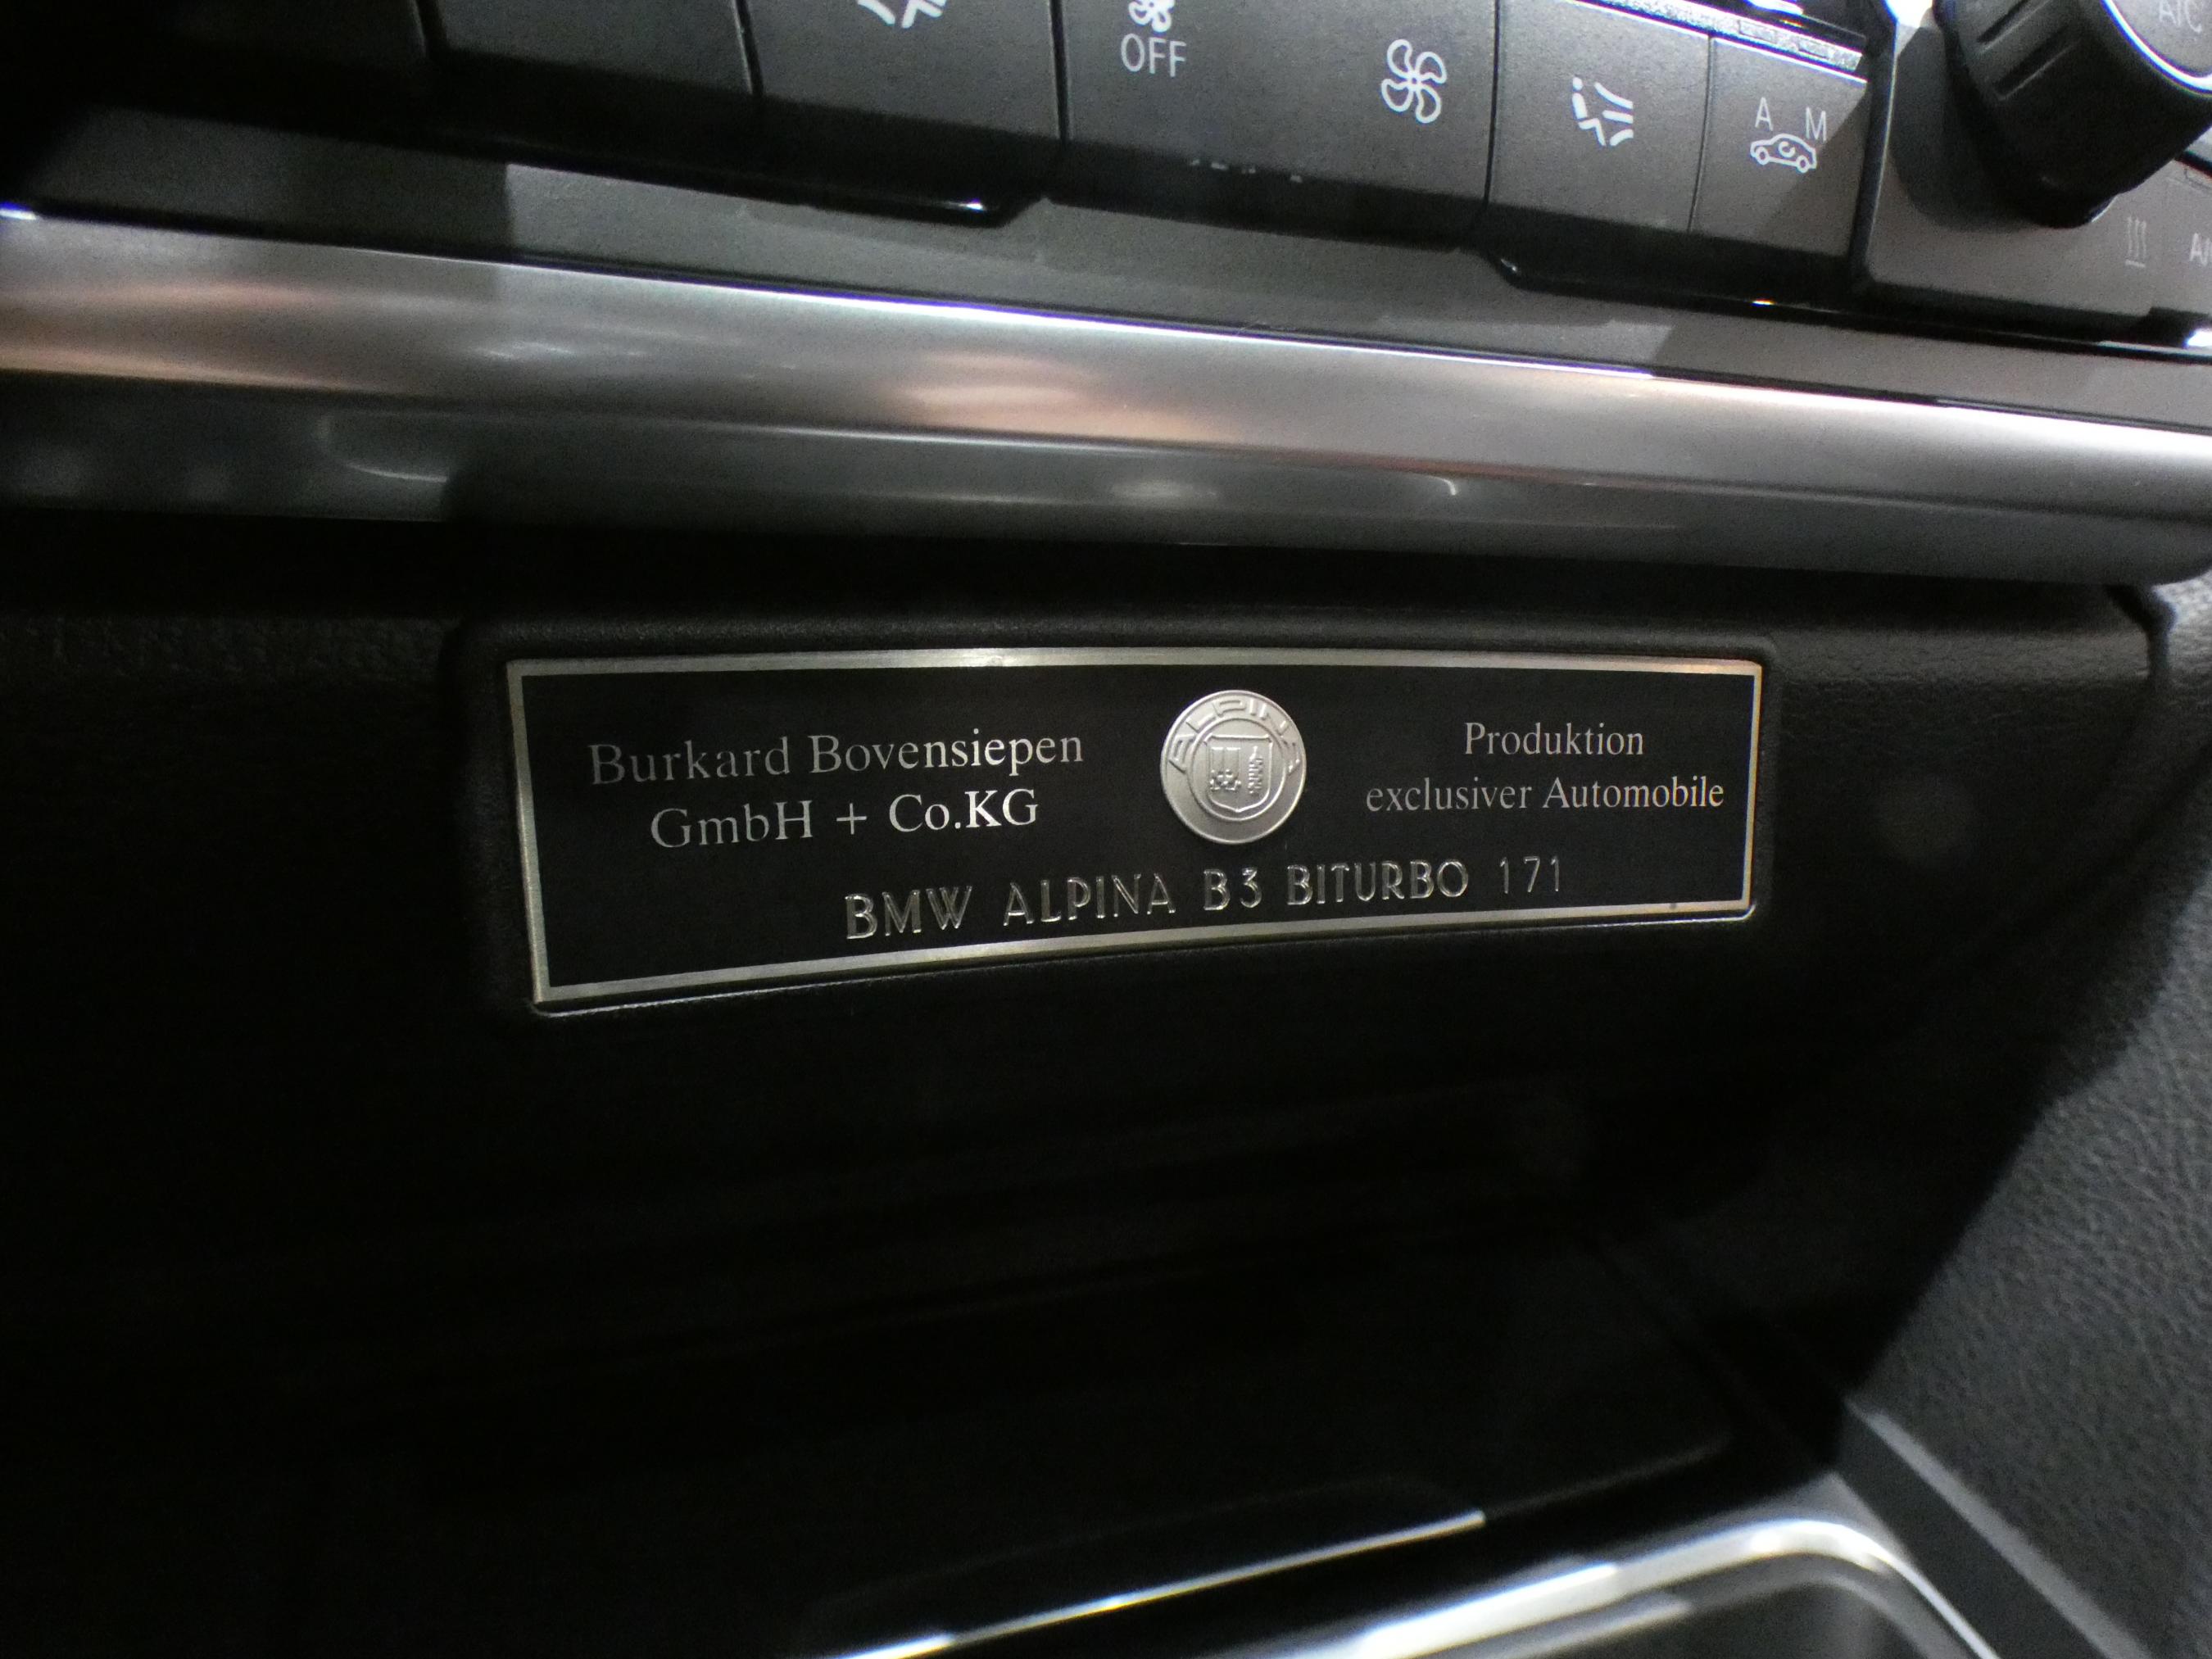 OFF
A M
A/C
Burkard Bovensiepen
GmbH + Co.KG
ALPINA
Produktion
exclusiver Automobile
BMW ALPINA B3 BITURBO 171